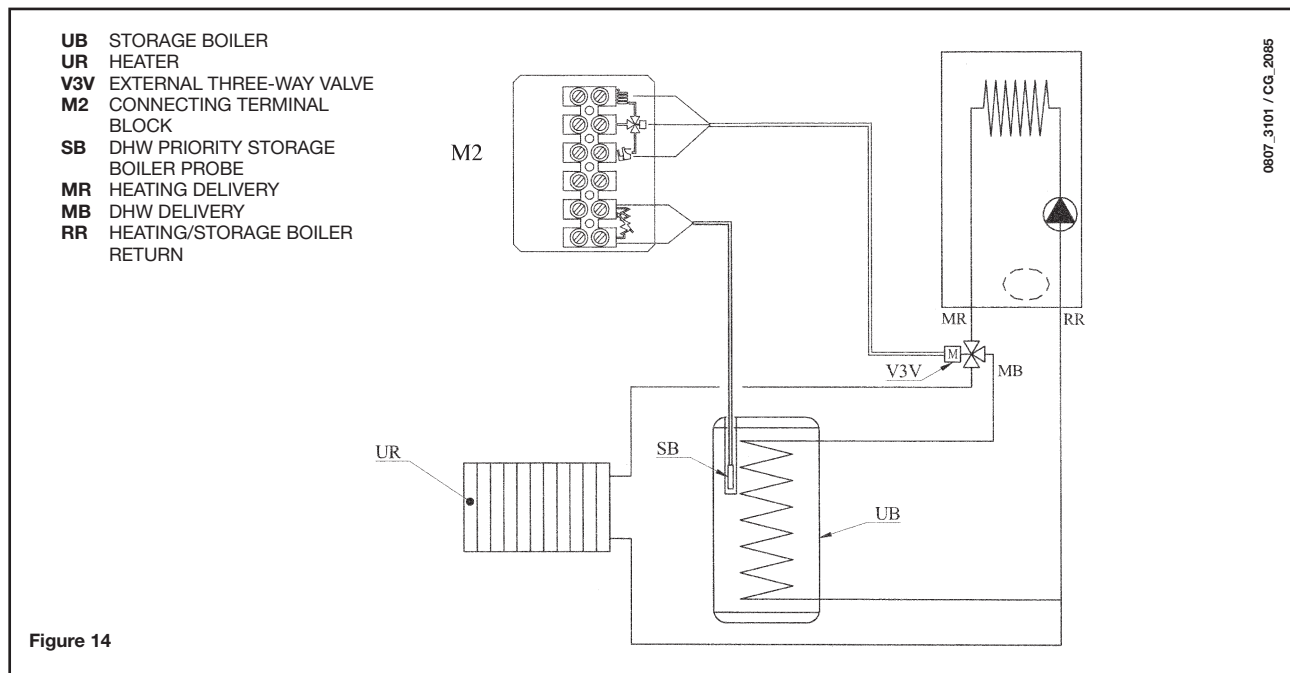 UB STORAGE BOILER
UR HEATER
V3V EXTERNAL THREE-WAY VALVE
M2 CONNECTING TERMINAL
BLOCK
SB DHW PRIORITY STORAGE
BOILER PROBE
MR HEATING DELIVERY
MB DHW DELIVERY
RR HEATING/STORAGE BOILER
RETURN
0807_3101 / CG_2085
M2
MR
RR
M
V3V
MB
UR
SB
UB
Figure 14